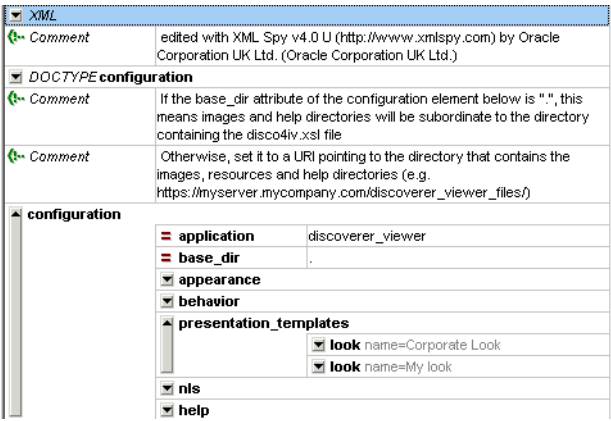 XML
Comment edited with XML Spy v4.0 U (http://www.xmlspy.com) by Oracle
Corporation UK Ltd. (Oracle Corporation UK Ltd.)
DOCTYPE configuration
Comment If the base_dir attribute of the configuration element below is ".", this
means images and help directories will be subordinate to the directory
containing the disco4iv.xsl file
Comment Otherwise, set it to a URI pointing to the directory that contains the
images, resources and help directories (e.g.
https://myserver.mycompany.com/discoverer_viewer_files/)
configuration
= application discoverer_viewer
= base_dir .
appearance
behavior
presentation_templates
look name=Corporate Look
look name=My look
nls
help